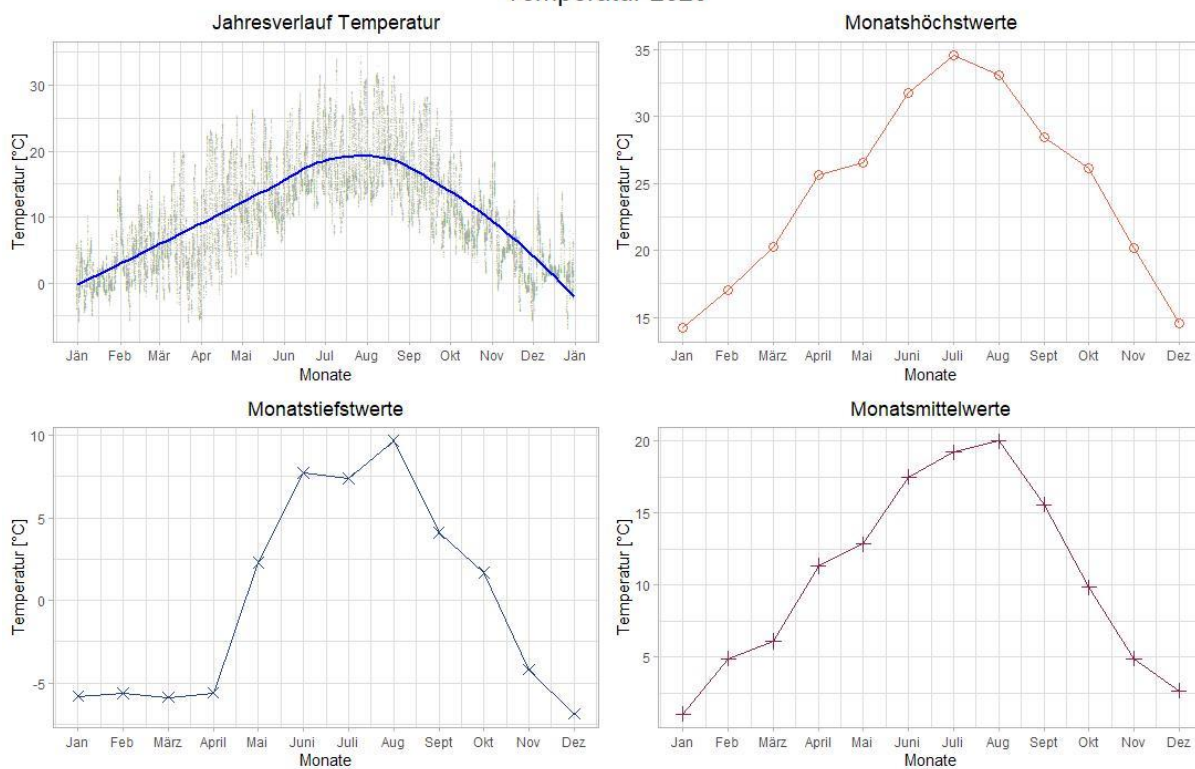 Jahresverlauf Temperatur
Temperatur [°C]
30
20
10
0
Jän Feb Mär Apr Mai Jun Jul Aug Sep Okt Nov Dez Jän
Monate
Monatshöchstwerte
Temperatur [°C]
35
30
25
20
15
Jan Feb März April Mai Juni Juli Aug Sept Okt Nov Dez
Monate
Monatstiefstwerte
Temperatur [°C]
10
5
0
-5
Jan Feb März April Mai Juni Juli Aug Sept Okt Nov Dez
Monate
Monatsmittelwerte
Temperatur [°C]
20
15
10
5
Jan Feb März April Mai Juni Juli Aug Sept Okt Nov Dez
Monate